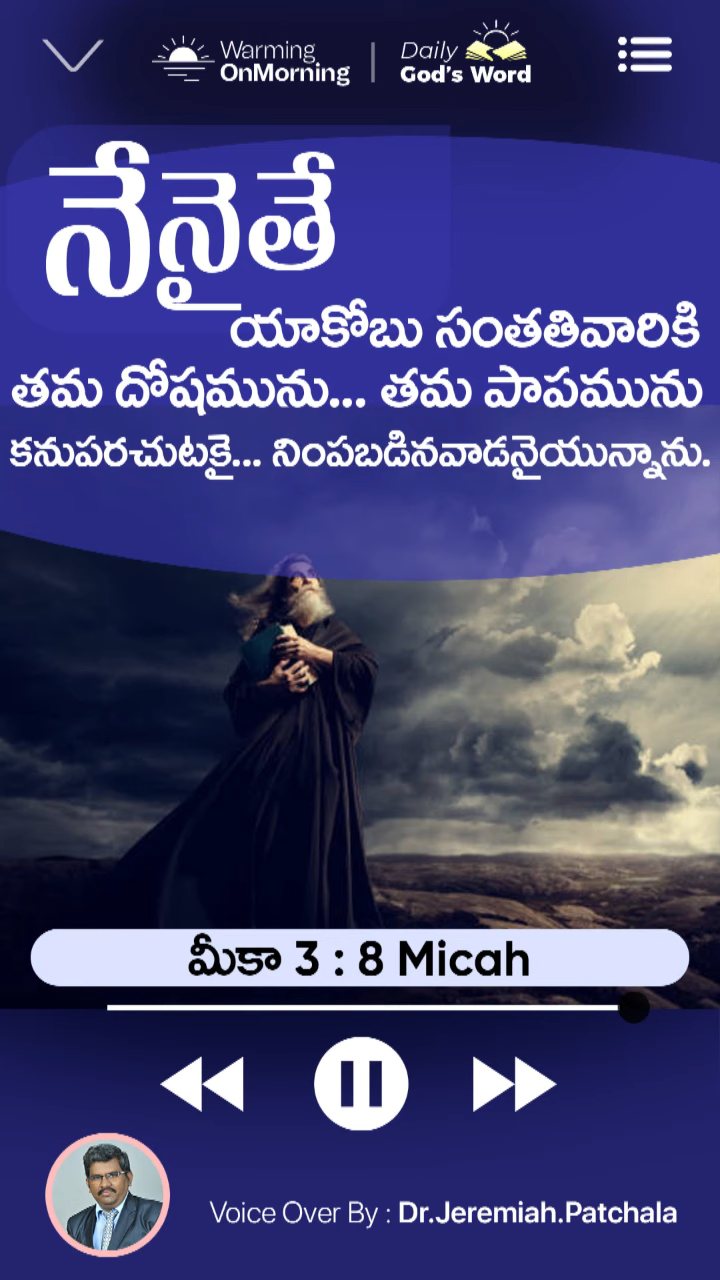 Warming
OnMorning
Daily
God's Word
నేనైతే
యాకోబు సంతతివారికి
తమ దోషమును... తమ పాపమును
కనుపరచుటకై... నింపబడినవాడనైయున్నాను.
మీకా 3 : 8 Micah
Voice Over By : Dr.Jeremiah.Patchala